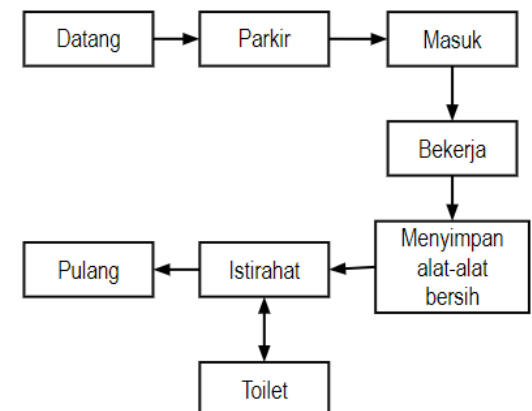 Datang
Parkir
Masuk
Bekerja
Menyimpan
alat-alat
bersih
Istirahat
Pulang
Toilet